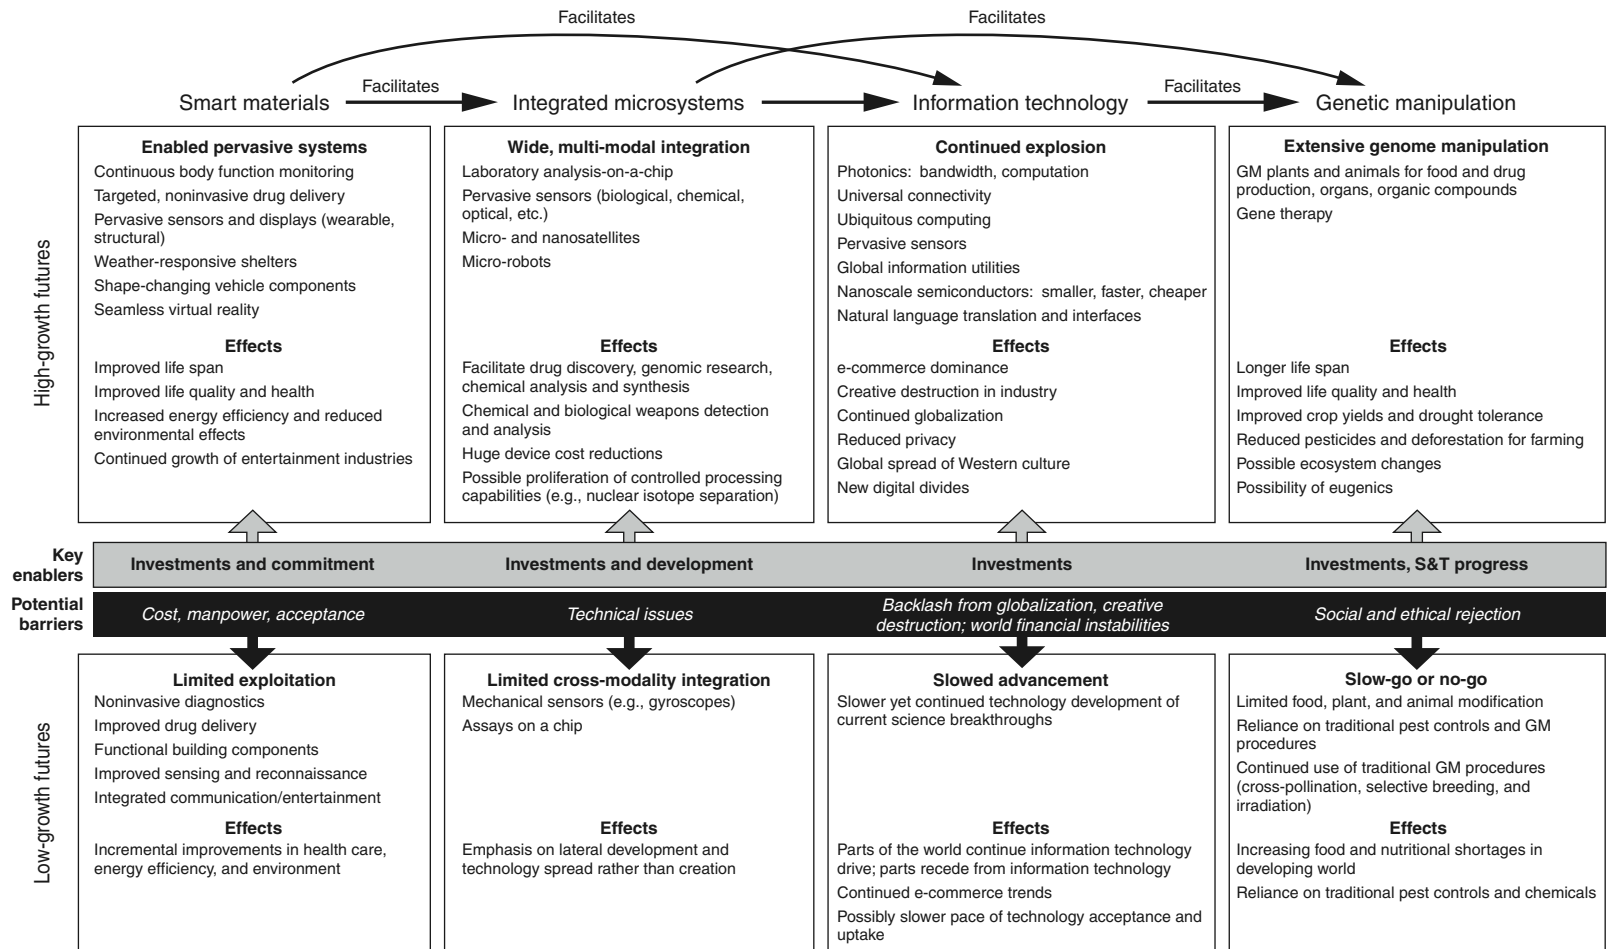 Facilitates
Facilitates
Facilitates
Facilitates
Smart materials
Integrated microsystems
Information technology
Genetic manipulation
High-growth futures
Enabled pervasive systems
Continuous body function monitoring
Targeted, noninvasive drug delivery
Pervasive sensors and displays (wearable,
structural)
Weather-responsive shelters
Shape-changing vehicle components
Seamless virtual reality
Effects
Improved life span
Improved life quality and health
Increased energy efficiency and reduced
environmental effects
Continued growth of entertainment industries
Wide, multi-modal integration
Laboratory analysis-on-a-chip
Pervasive sensors (biological, chemical,
optical, etc.)
Micro- and nanosatellites
Micro-robots
Effects
Facilitate drug discovery, genomic research,
chemical analysis and synthesis
Chemical and biological weapons detection
and analysis
Huge device cost reductions
Possible proliferation of controlled processing
capabilities (e.g., nuclear isotope separation)
Continued explosion
Photonics: bandwidth, computation
Universal connectivity
Ubiquitous computing
Pervasive sensors
Global information utilities
Nanoscale semiconductors: smaller, faster, cheaper
Natural language translation and interfaces
Effects
e-commerce dominance
Creative destruction in industry
Continued globalization
Reduced privacy
Global spread of Western culture
New digital divides
Extensive genome manipulation
GM plants and animals for food and drug
production, organs, organic compounds
Gene therapy
Effects
Longer life span
Improved life quality and health
Improved crop yields and drought tolerance
Reduced pesticides and deforestation for farming
Possible ecosystem changes
Possibility of eugenics
Key
enablers
Investments and commitment
Investments and development
Investments
Investments, S&T progress
Potential
barriers
Cost, manpower, acceptance
Technical issues
Backlash from globalization, creative
destruction; world financial instabilities
Social and ethical rejection
Low-growth futures
Limited exploitation
Noninvasive diagnostics
Improved drug delivery
Functional building components
Improved sensing and reconnaissance
Integrated communication/entertainment
Effects
Incremental improvements in health care,
energy efficiency, and environment
Limited cross-modality integration
Mechanical sensors (e.g., gyroscopes)
Assays on a chip
Effects
Emphasis on lateral development and
technology spread rather than creation
Slowed advancement
Slower yet continued technology development of
current science breakthroughs
Effects
Parts of the world continue information technology
drive; parts recede from information technology
Continued e-commerce trends
Possibly slower pace of technology acceptance and
uptake
Slow-go or no-go
Limited food, plant, and animal modification
Reliance on traditional pest controls and GM
procedures
Continued use of traditional GM procedures
(cross-pollination, selective breeding, and
irradiation)
Effects
Increasing food and nutritional shortages in
developing world
Reliance on traditional pest controls and chemicals